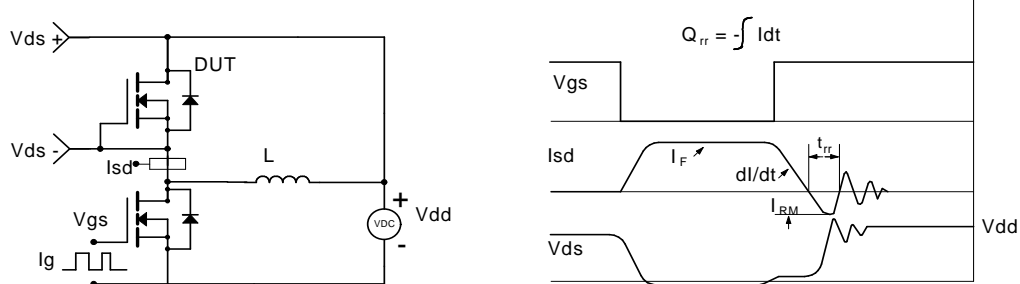 Vds +
DUT
Vds -
Isd
L
Vgs
Ig
+
VDC
-
Vdd
Q rr = - ∫ Idt
Vgs
Isd
I F
dI/dt
t rr
I RM
Vds
Vdd